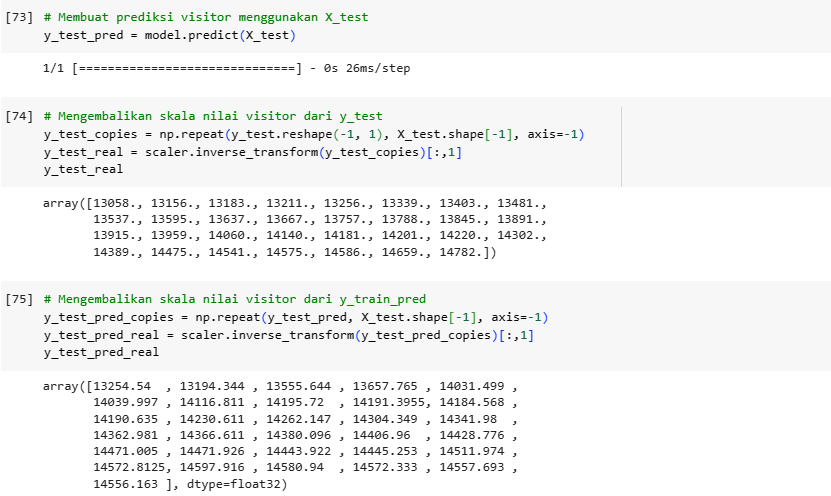 [73] # Membuat prediksi visitor menggunakan X_test
y_test_pred = model.predict(X_test)
1/1 [==============================] - 0s 26ms/step
[74] # Mengembalikan skala nilai visitor dari y_test
y_test_copies = np.repeat(y_test.reshape(-1, 1), X_test.shape[-1], axis=-1)
y_test_real = scaler.inverse_transform(y_test_copies)[:,1]
y_test_real
array([13058., 13156., 13183., 13211., 13256., 13339., 13403., 13481.,
13537., 13595., 13637., 13667., 13757., 13788., 13845., 13891.,
13915., 13959., 14060., 14140., 14181., 14201., 14220., 14302.,
14389., 14475., 14541., 14575., 14586., 14659., 14782.])
[75] # Mengembalikan skala nilai visitor dari y_train_pred
y_test_pred_copies = np.repeat(y_test_pred, X_test.shape[-1], axis=-1)
y_test_pred_real = scaler.inverse_transform(y_test_pred_copies)[:,1]
y_test_pred_real
array([13254.54 , 13194.344 , 13555.644 , 13657.765 , 14031.499 ,
14039.997 , 14116.811 , 14195.72 , 14191.3955, 14184.568 ,
14190.635 , 14230.611 , 14262.147 , 14304.349 , 14341.98 ,
14362.981 , 14366.611 , 14380.096 , 14406.96 , 14428.776 ,
14471.005 , 14471.926 , 14443.922 , 14445.253 , 14511.974 ,
14572.8125, 14597.916 , 14580.94 , 14572.333 , 14557.693 ,
14556.163 ], dtype=float32)